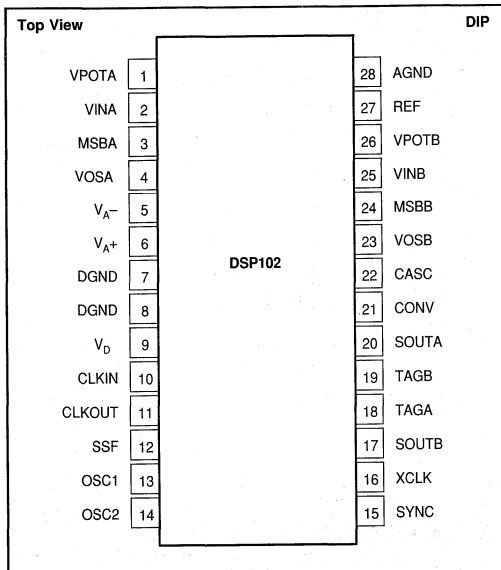 Top View DIP
VPOTA 1 28 AGND
VINA 2 27 REF
MSBA 3 26 VPOTB
VOSA 4 25 VINB
VA– 5 24 MSBB
VA+ 6 23 VOSB
DSP102
DGND 7 22 CASC
DGND 8 21 CONV
VD 9 20 SOUTA
CLKIN 10 19 TAGB
CLKOUT 11 18 TAGA
SSF 12 17 SOUTB
OSC1 13 16 XCLK
OSC2 14 15 SYNC